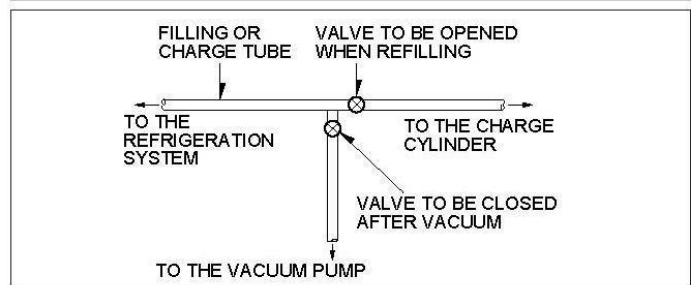 FILLING OR
CHARGE TUBE
VALVE TO BE OPENED
WHEN REFILLING
TO THE
REFRIGERATION
SYSTEM
TO THE CHARGE
CYLINDER
VALVE TO BE CLOSED
AFTER VACUUM
TO THE VACUUM PUMP